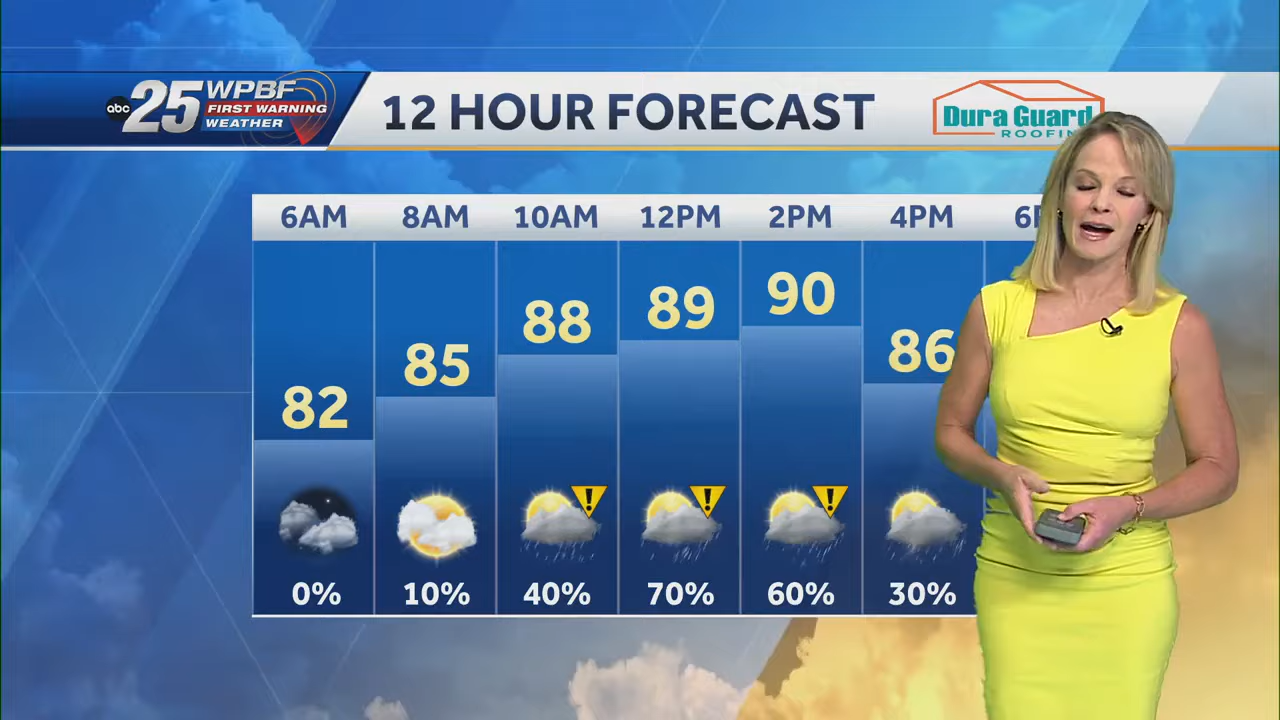 abc 25 WPBF
FIRST WARNING
WEATHER
12 HOUR FORECAST
Dura Guard
6AM 8AM 10AM 12PM 2PM 4PM
82 85 88 89 90 86
! ! !
0% 10% 40% 70% 60% 30%